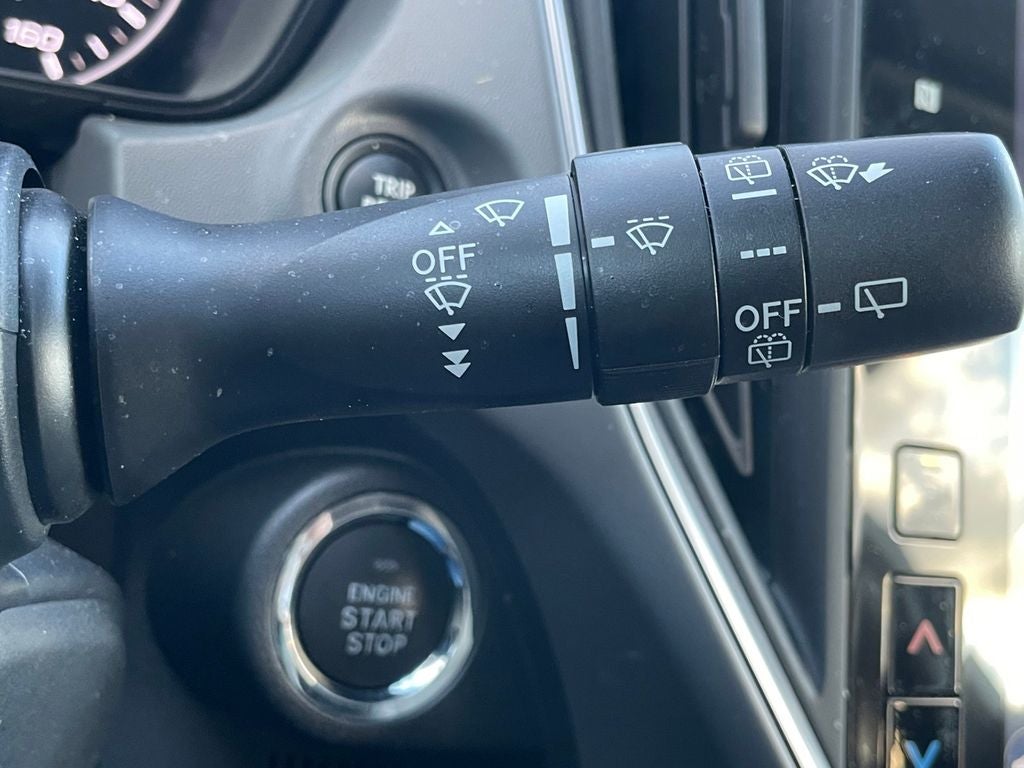 160
TRIP
OFF
OFF
ENGINE
START
STOP